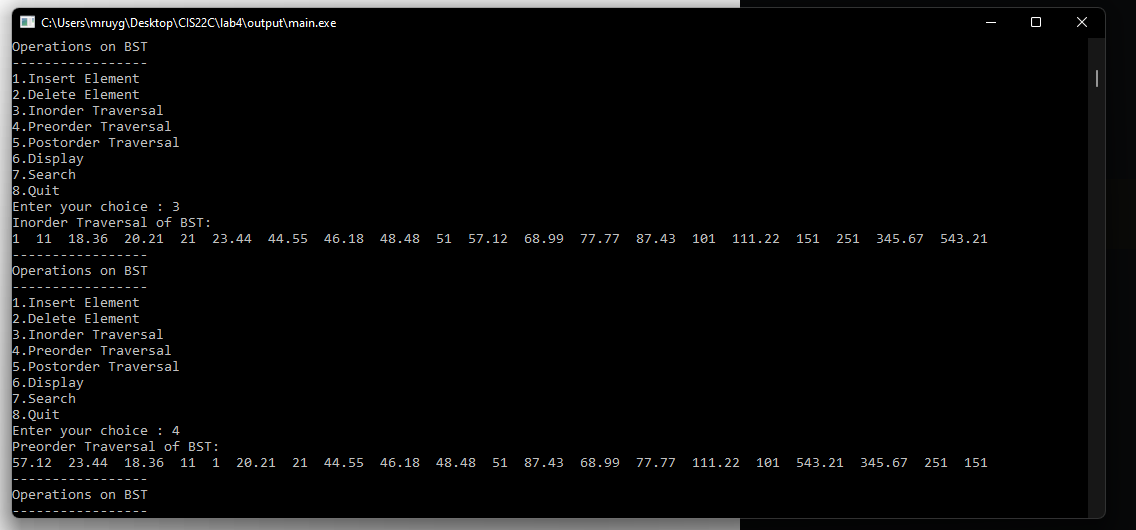 C:\Users\mruyg\Desktop\CIS22C\lab4\output\main.exe
Operations on BST
-----------------
1.Insert Element
2.Delete Element
3.Inorder Traversal
4.Preorder Traversal
5.Postorder Traversal
6.Display
7.Search
8.Quit
Enter your choice : 3
Inorder Traversal of BST:
1  11  18.36  20.21  21  23.44  44.55  46.18  48.48  51  57.12  68.99  77.77  87.43  101  111.22  151  251  345.67  543.21
-----------------
Operations on BST
-----------------
1.Insert Element
2.Delete Element
3.Inorder Traversal
4.Preorder Traversal
5.Postorder Traversal
6.Display
7.Search
8.Quit
Enter your choice : 4
Preorder Traversal of BST:
57.12  23.44  18.36  11  1  20.21  21  44.55  46.18  48.48  51  87.43  68.99  77.77  111.22  101  543.21  345.67  251  151
-----------------
Operations on BST
-----------------